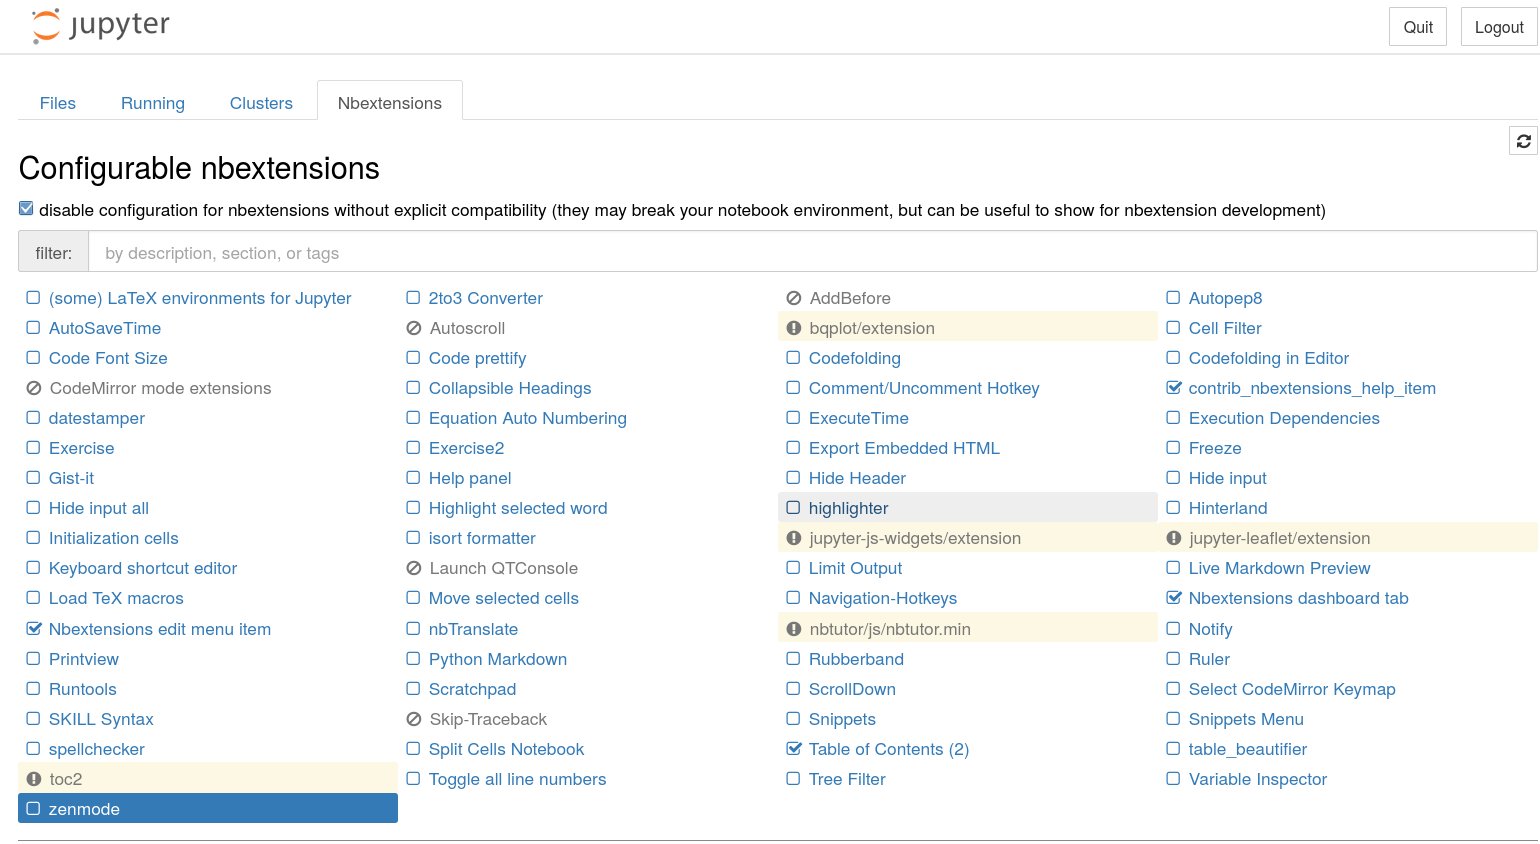 jupyter
Quit Logout
Files Running Clusters Nbextensions
Configurable nbextensions
disable configuration for nbextensions without explicit compatibility (they may break your notebook environment, but can be useful to show for nbextension development)
filter: by description, section, or tags
(some) LaTeX environments for Jupyter 2to3 Converter AddBefore Autopep8
AutoSaveTime Autoscroll bqplot/extension Cell Filter
Code Font Size Code prettify Codefolding Codefolding in Editor
CodeMirror mode extensions Collapsible Headings Comment/Uncomment Hotkey contrib_nbextensions_help_item
datestamper Equation Auto Numbering ExecuteTime Execution Dependencies
Exercise Exercise2 Export Embedded HTML Freeze
Gist-it Help panel Hide Header Hide input
Hide input all Highlight selected word highlighter Hinterland
Initialization cells isort formatter jupyter-js-widgets/extension jupyter-leaflet/extension
Keyboard shortcut editor Launch QTConsole Limit Output Live Markdown Preview
Load TeX macros Move selected cells Navigation-Hotkeys Nbextensions dashboard tab
Nbextensions edit menu item nbTranslate nbtutor/js/nbtutor.min Notify
Printview Python Markdown Rubberband Ruler
Runtools Scratchpad ScrollDown Select CodeMirror Keymap
SKILL Syntax Skip-Traceback Snippets Snippets Menu
spellchecker Split Cells Notebook Table of Contents (2) table_beautifier
toc2 Toggle all line numbers Tree Filter Variable Inspector
zenmode